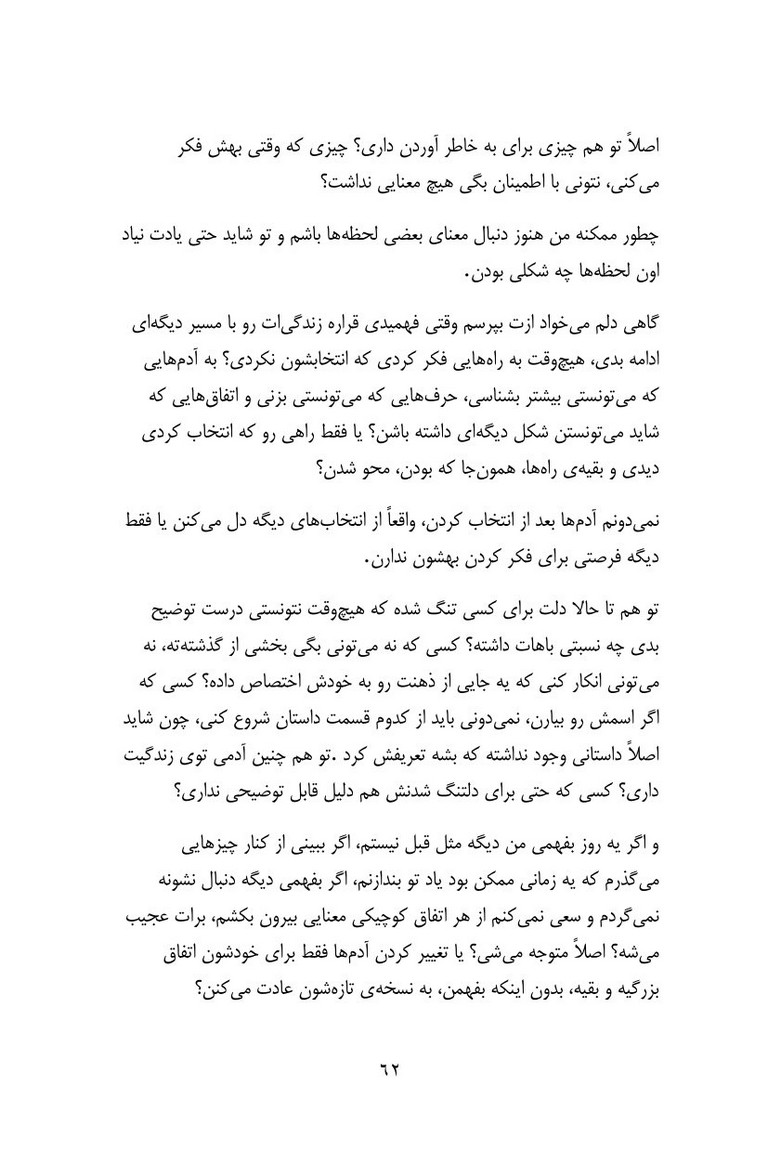 اصلاً تو هم چیزی برای به خاطر آوردن داری؟ چیزی که وقتی بهش فکر
می‌کنی، نتونی با اطمینان بگی هیچ معنایی نداشت؟
چطور ممکنه من هنوز دنبال معنای بعضی لحظه‌ها باشم و تو شاید حتی یادت نیاد
اون لحظه‌ها چه شکلی بودن.
گاهی دلم می‌خواد ازت بپرسم وقتی فهمیدی قراره زندگی‌ات رو با مسیر دیگه‌ای
ادامه بدی، هیچ‌وقت به راه‌هایی فکر کردی که انتخابشون نکردی؟ به آدم‌هایی
که می‌تونستی بیشتر بشناسی، حرف‌هایی که می‌تونستی بزنی و اتفاق‌هایی که
شاید می‌تونستن شکل دیگه‌ای داشته باشن؟ یا فقط راهی رو که انتخاب کردی
دیدی و بقیه‌ی راه‌ها، همون‌جا که بودن، محو شدن؟
نمی‌دونم آدم‌ها بعد از انتخاب کردن، واقعاً از انتخاب‌های دیگه دل می‌کنن یا فقط
دیگه فرصتی برای فکر کردن بهشون ندارن.
تو هم تا حالا دلت برای کسی تنگ شده که هیچ‌وقت نتونستی درست توضیح
بدی چه نسبتی باهات داشته؟ کسی که نه می‌تونی بگی بخشی از گذشته‌ته، نه
می‌تونی انکار کنی که یه جایی از ذهنت رو به خودش اختصاص داده؟ کسی که
اگر اسمش رو بیارن، نمی‌دونی باید از کدوم قسمت داستان شروع کنی، چون شاید
اصلاً داستانی وجود نداشته که بشه تعریفش کرد .تو هم چنین آدمی توی زندگیت
داری؟ کسی که حتی برای دلتنگ شدنش هم دلیل قابل توضیحی نداری؟
و اگر یه روز بفهمی من دیگه مثل قبل نیستم، اگر ببینی از کنار چیزهایی
می‌گذرم که یه زمانی ممکن بود یاد تو بندازنم، اگر بفهمی دیگه دنبال نشونه
نمی‌گردم و سعی نمی‌کنم از هر اتفاق کوچیکی معنایی بیرون بکشم، برات عجیب
می‌شه؟ اصلاً متوجه می‌شی؟ یا تغییر کردن آدم‌ها فقط برای خودشون اتفاق
بزرگیه و بقیه، بدون اینکه بفهمن، به نسخه‌ی تازه‌شون عادت می‌کنن؟
٦٢